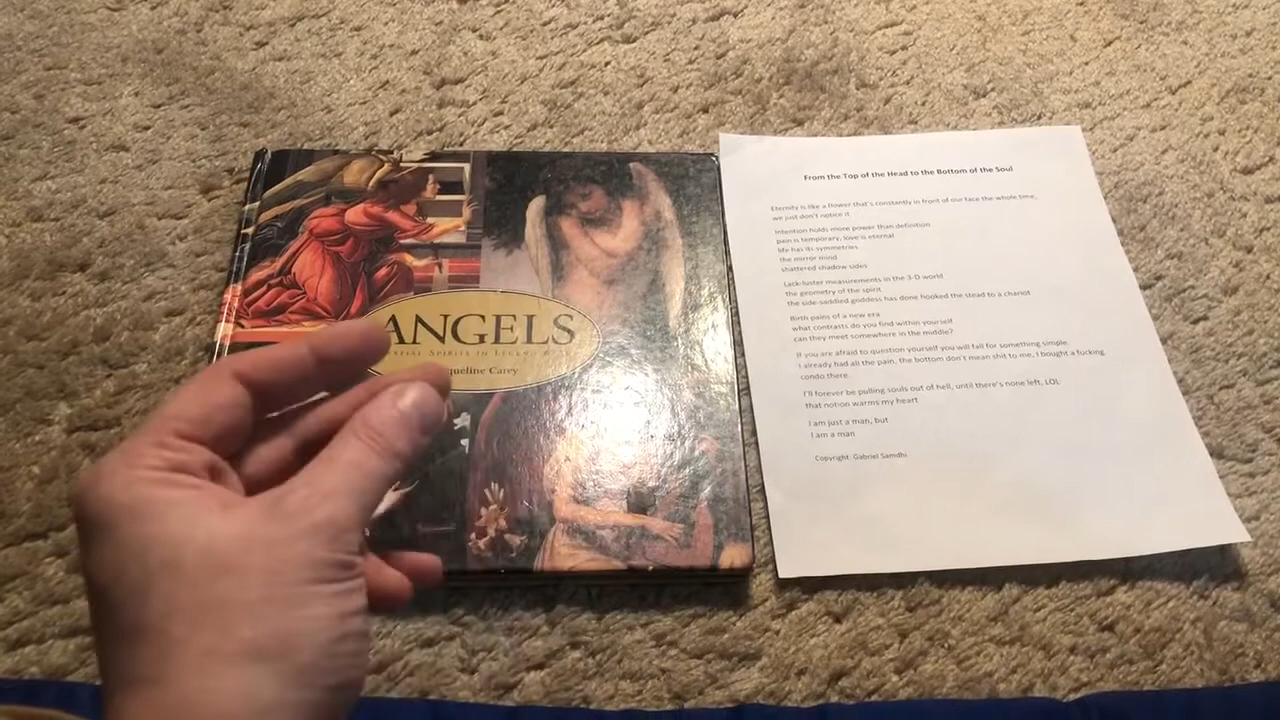 ANGELS
SPIRITS IN
queline Carey
From the Top of the Head to the Bottom of the Soul
Eternity is like a flower that's constantly in front of our face the whole time,
we just don't notice it.
Intention holds more power than definition
pain is temporary, love is eternal
life has its symmetries
the mirror mind
shattered shadow sides
Lack-luster measurements in the 3-D world
the geometry of the spirit
the side-saddled goddess has done hooked the stead to a chariot
Birth pains of a new era
what contrasts do you find within yourself
can they meet somewhere in the middle?
If you are afraid to question yourself you will fall for something simple.
I already had all the pain, the bottom don't mean shit to me, I bought a fucking
condo there.
I'll forever be pulling souls out of hell, until there's none left, LOL
that notion warms my heart
I am just a man, but
I am a man
Copyright: Gabriel Samdhi